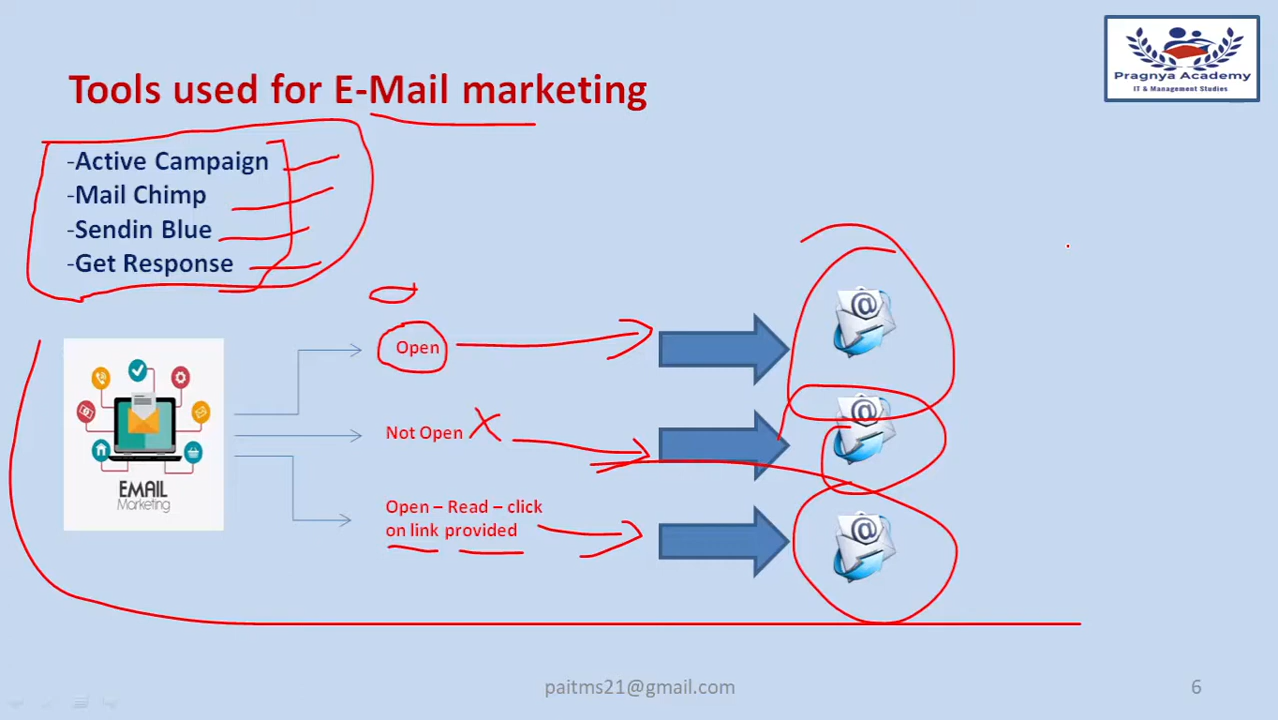 Pragnya Academy
IT & Management Studies
Tools used for E-Mail marketing
-Active Campaign
-Mail Chimp
-Sendin Blue
-Get Response
Open
Not Open
Open – Read – click
on link provided
EMAIL
Marketing
@
@
@
paitms21@gmail.com
6